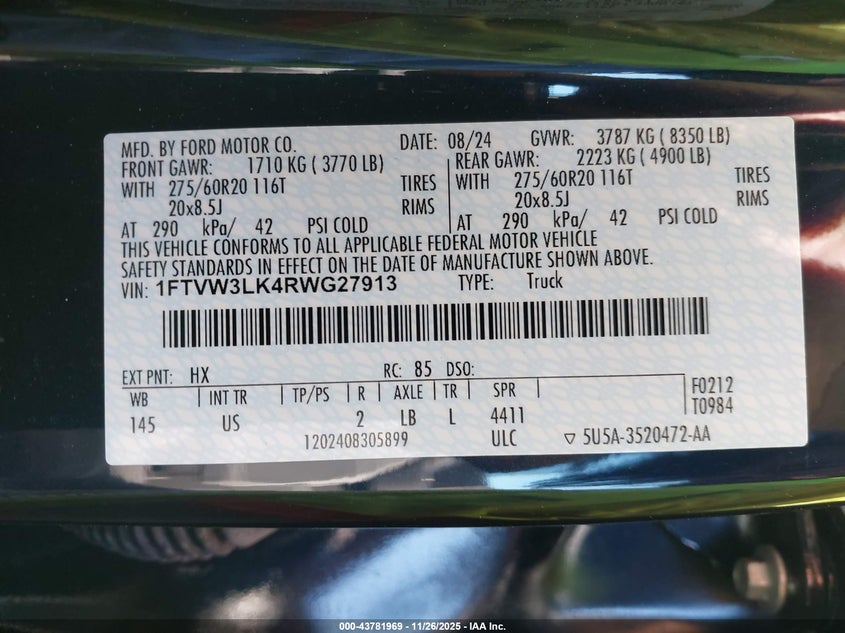 MFD. BY FORD MOTOR CO. DATE: 08/24 GVWR: 3787 KG ( 8350 LB)
FRONT GAWR: 1710 KG ( 3770 LB) REAR GAWR: 2223 KG ( 4900 LB)
WITH 275/60R20 116T TIRES WITH 275/60R20 116T TIRES
20x8.5J RIMS 20x8.5J RIMS
AT 290 kPa/ 42 PSI COLD AT 290 kPa/ 42 PSI COLD
THIS VEHICLE CONFORMS TO ALL APPLICABLE FEDERAL MOTOR VEHICLE
SAFETY STANDARDS IN EFFECT ON THE DATE OF MANUFACTURE SHOWN ABOVE.
VIN: 1FTVW3LK4RWG27913 TYPE: Truck
EXT PNT: HX RC: 85 DSO:
WB INT TR TP/PS R AXLE TR SPR F0212
145 US 2 LB L 4411 T0984
1202408305899 ULC ▽ 5U5A-3520472-AA
000-43781969 - 11/26/2025 - IAA Inc.